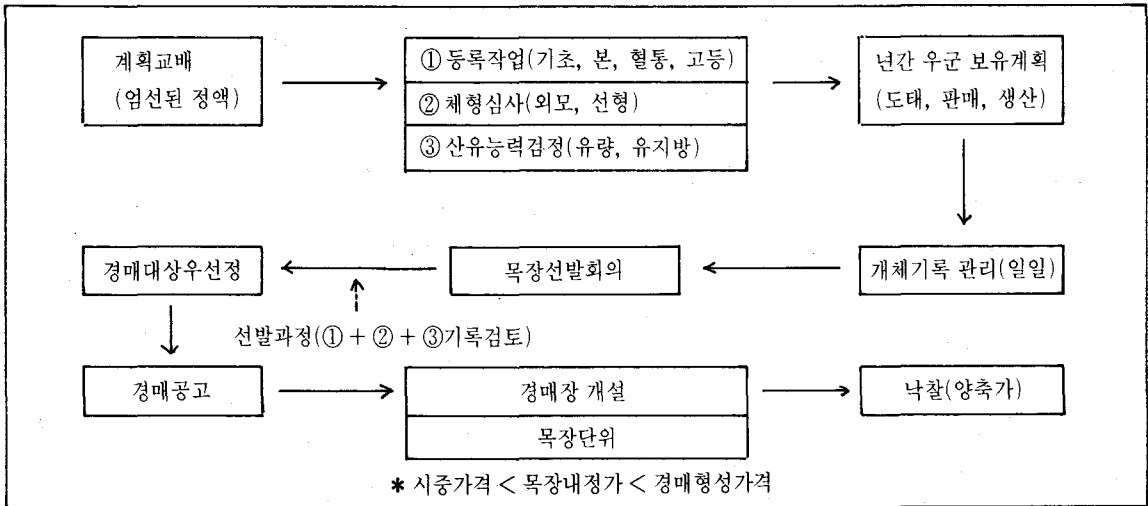 계획교배
(엄선된 정액)
① 등록작업(기초, 본, 혈통, 고등)
② 체형심사(외모, 선형)
③ 산유능력검정(유량, 유지방)
년간 우군 보유계획
(도태, 판매, 생산)
경매대상우선정
목장선발회의
개체기록 관리(일일)
선발과정(① + ② + ③기록검토)
경매공고
경매장 개설
목장단위
낙찰(양축가)
* 시중가격 < 목장내정가 < 경매형성가격